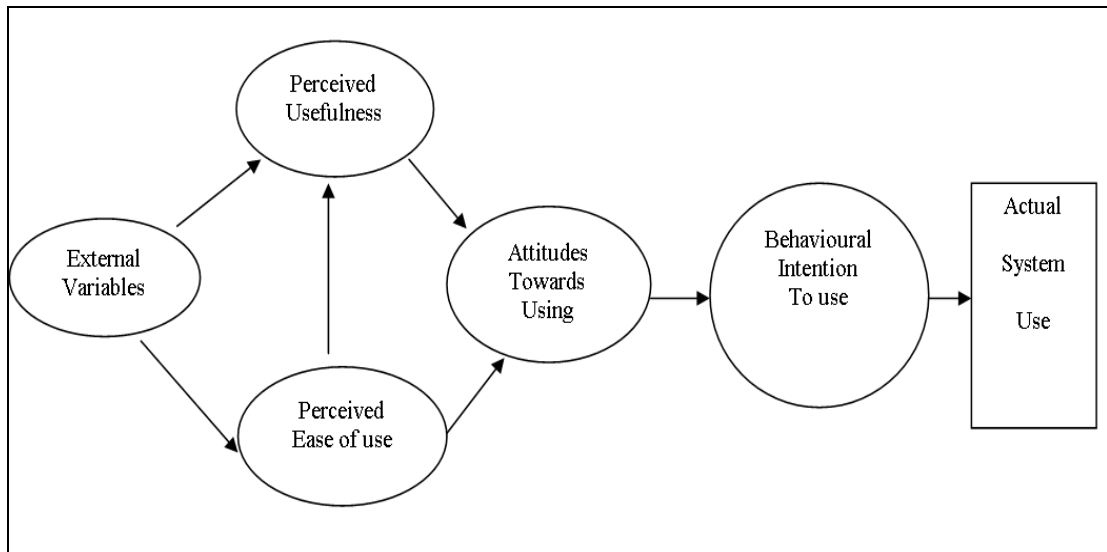 Perceived
Usefulness
External
Variables
Perceived
Ease of use
Attitudes
Towards
Using
Behavioural
Intention
To use
Actual
System
Use